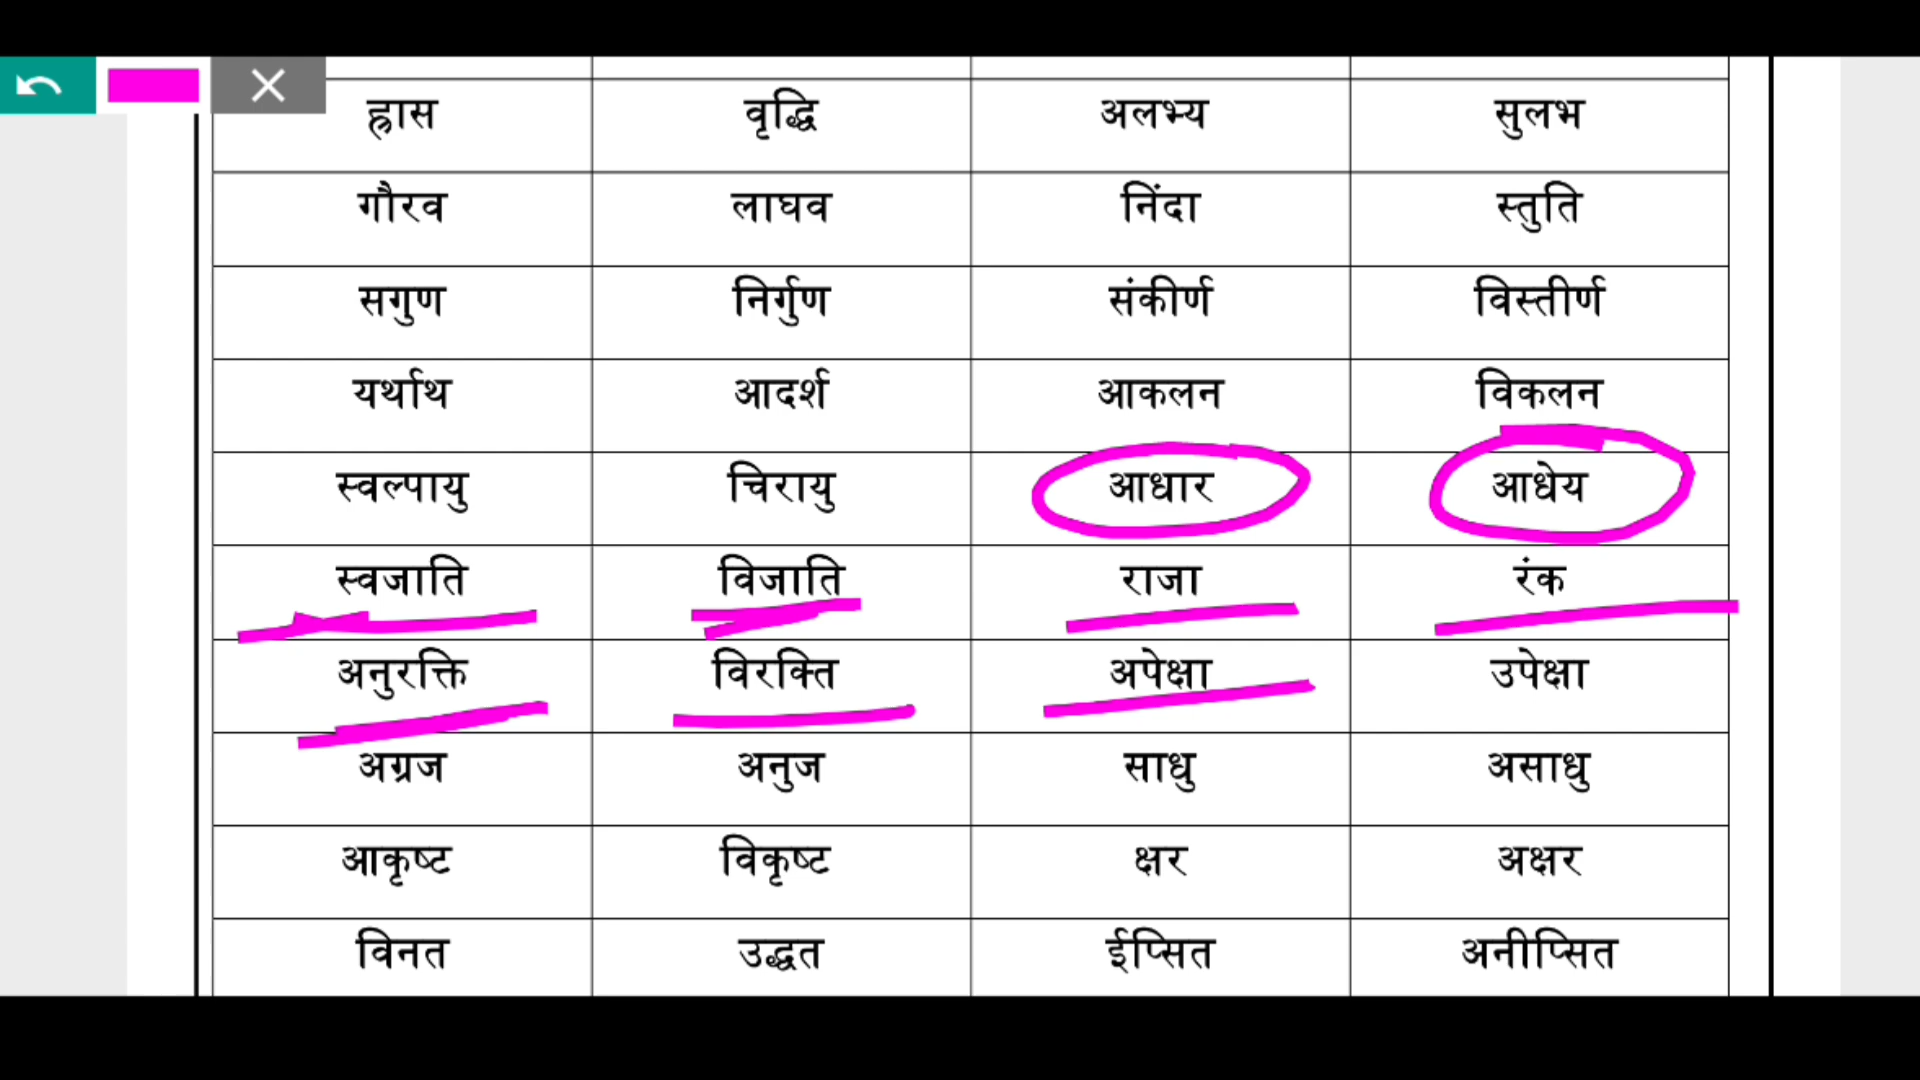 ह्रास वृद्धि अलभ्य सुलभ
गौरव लाघव निंदा स्तुति
सगुण निर्गुण संकीर्ण विस्तीर्ण
यर्थाथ आदर्श आकलन विकलन
स्वल्पायु चिरायु आधार आधेय
स्वजाति विजाति राजा रंक
अनुरक्ति विरक्ति अपेक्षा उपेक्षा
अग्रज अनुज साधु असाधु
आकृष्ट विकृष्ट क्षर अक्षर
विनत उद्धत ईप्सित अनीप्सित